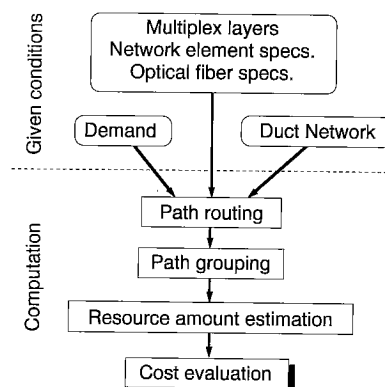 Given conditions
Multiplex layers
Network element specs.
Optical fiber specs.
Demand
Duct Network
Computation
Path routing
Path grouping
Resource amount estimation
Cost evaluation